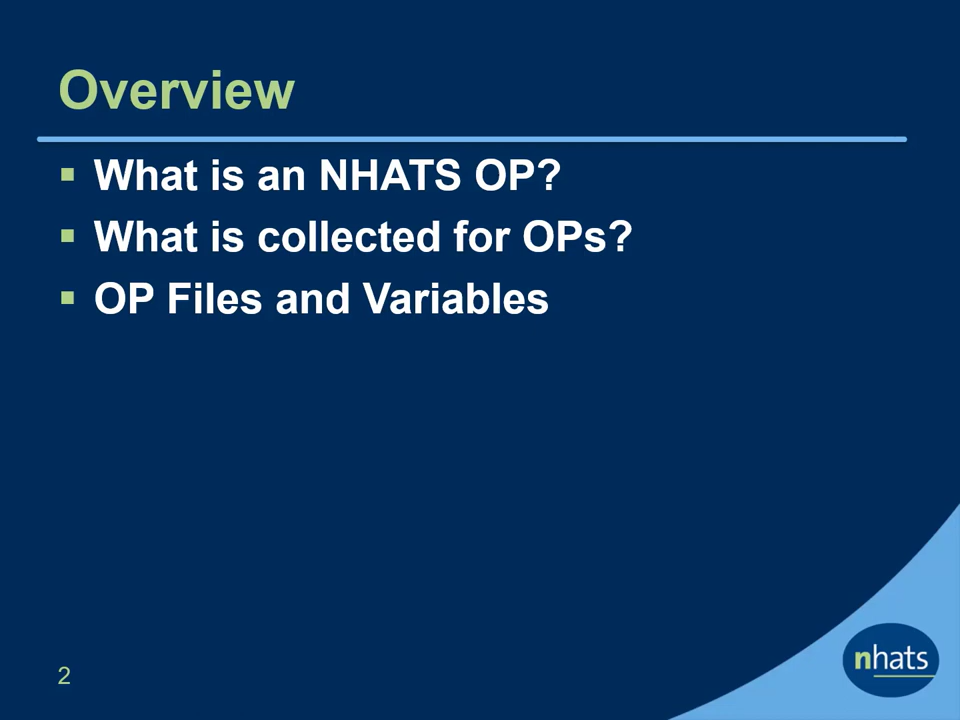 Overview
▪ What is an NHATS OP?
▪ What is collected for OPs?
▪ OP Files and Variables
2
nhats